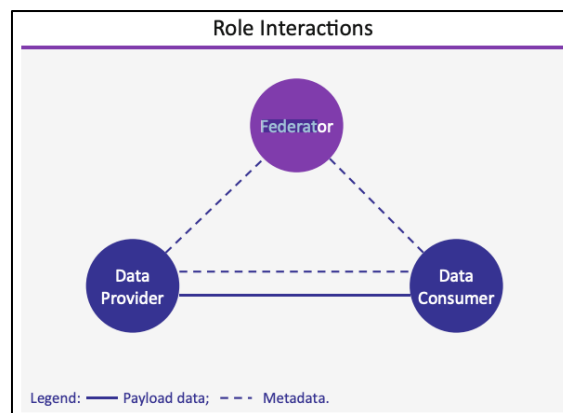 Role Interactions
Federator
Data
Provider
Data
Consumer
Legend: Payload data; Metadata.